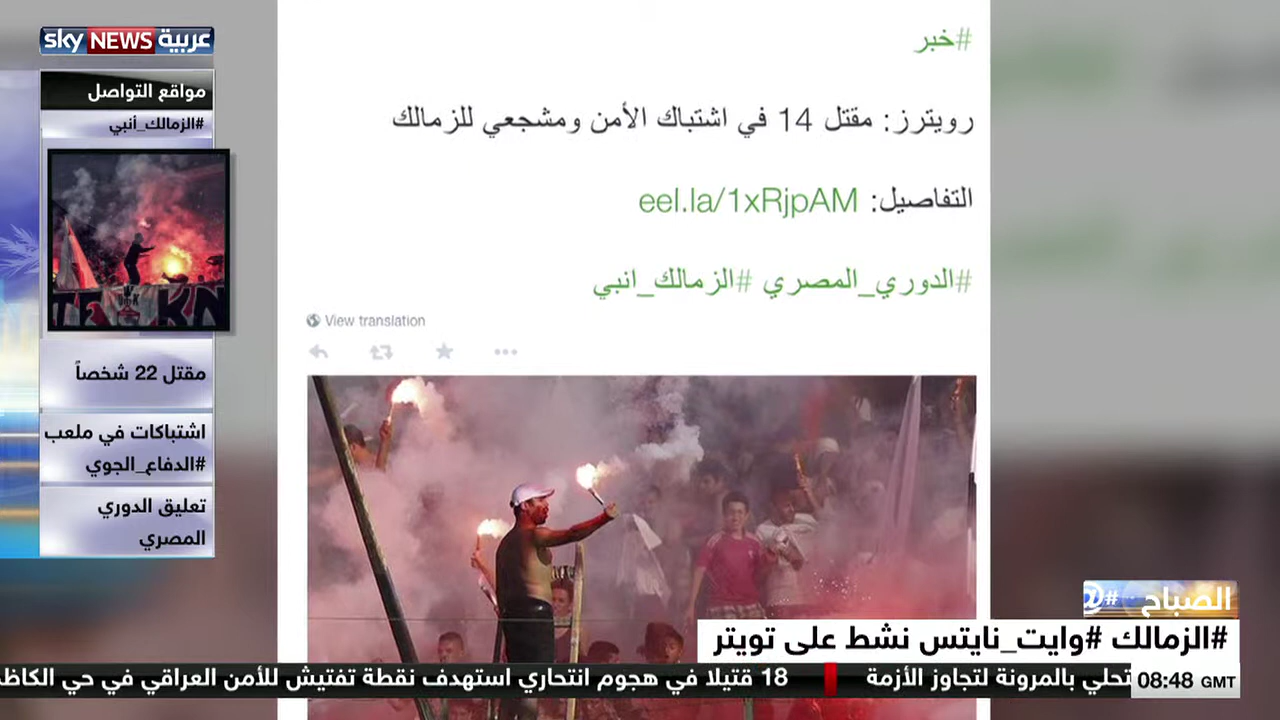 sky NEWS عربية
مواقع التواصل
#الزمالك_أنبي
مقتل 22 شخصاً
اشتباكات في ملعب
#الدفاع_الجوي
تعليق الدوري
المصري
#خبر
رويترز: مقتل 14 في اشتباك الأمن ومشجعي للزمالك
التفاصيل: eel.la/1xRjpAM
#الدوري_المصري #الزمالك_انبي
View translation
الصباح #@
#الزمالك #وايت_نايتس نشط على تويتر
تحلي بالمرونة لتجاوز الأزمة
18 قتيلا في هجوم انتحاري استهدف نقطة تفتيش للأمن العراقي في حي
08:48 GMT